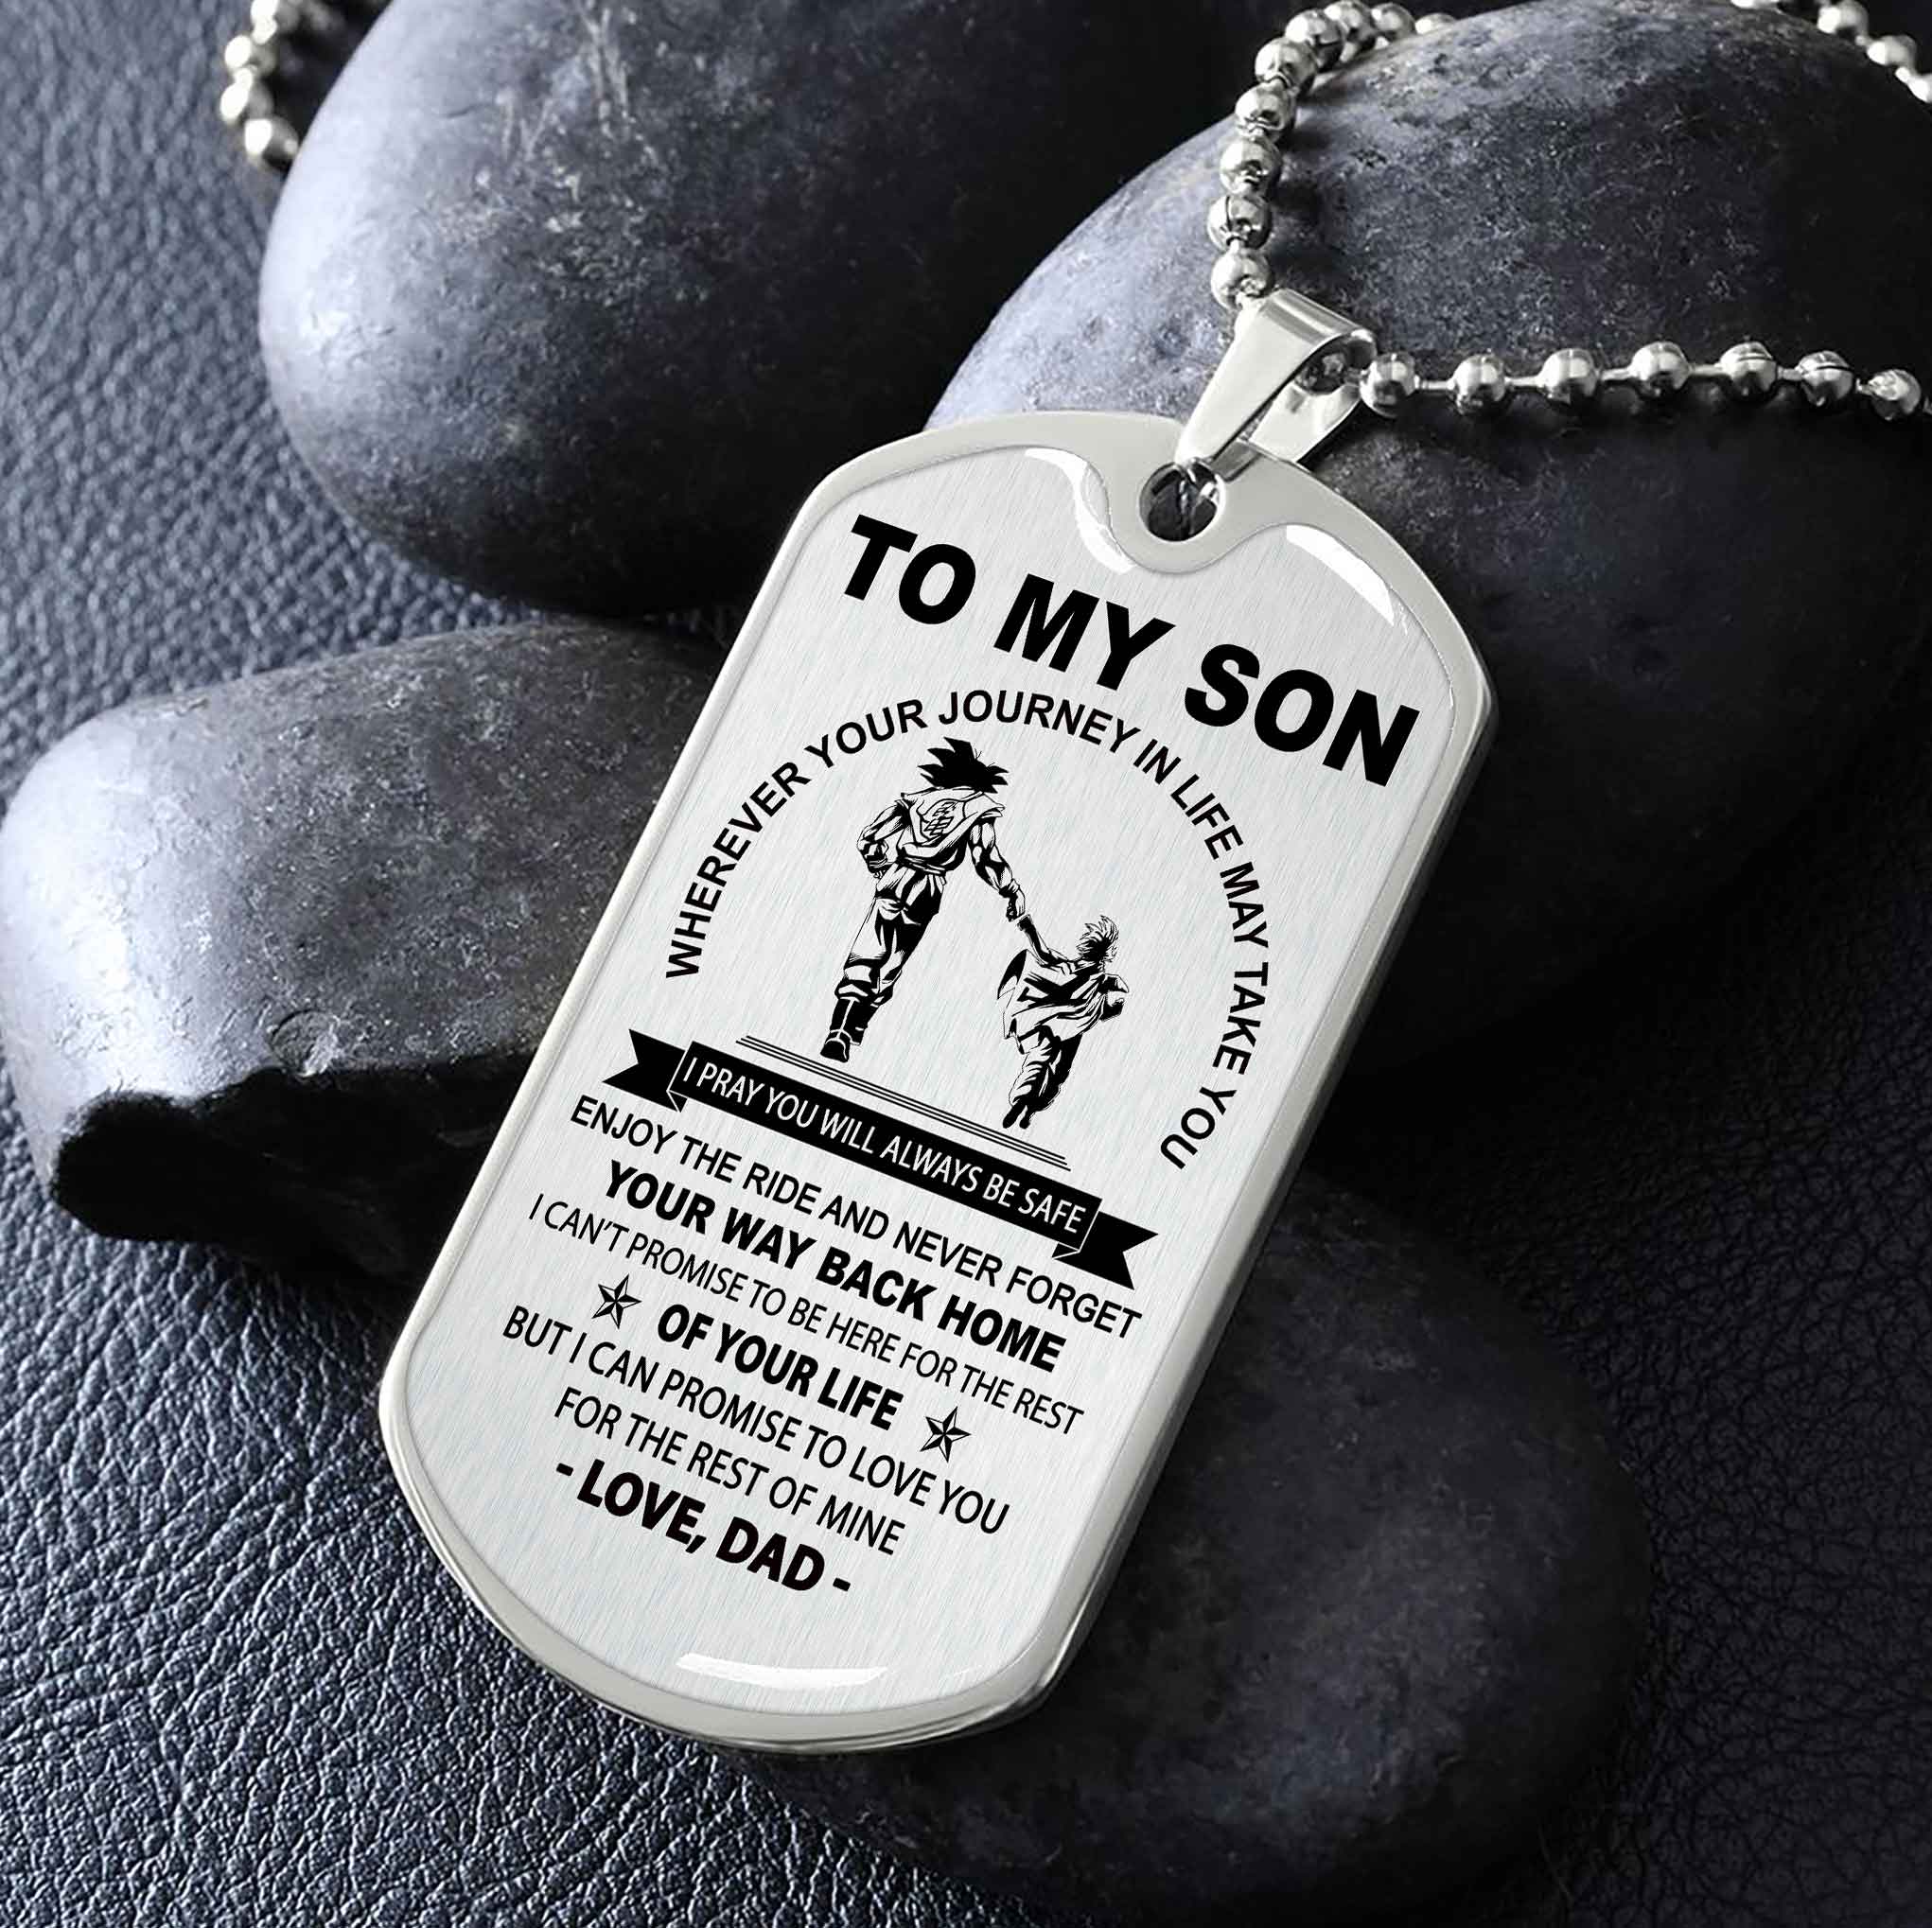 TO MY SON
WHEREVER YOUR JOURNEY IN LIFE MAY TAKE YOU
I PRAY YOU WILL ALWAYS BE SAFE
ENJOY THE RIDE AND NEVER FORGET
YOUR WAY BACK HOME
I CAN'T PROMISE TO BE HERE FOR THE REST
OF YOUR LIFE
BUT I CAN PROMISE TO LOVE YOU
FOR THE REST OF MINE
- LOVE, DAD -